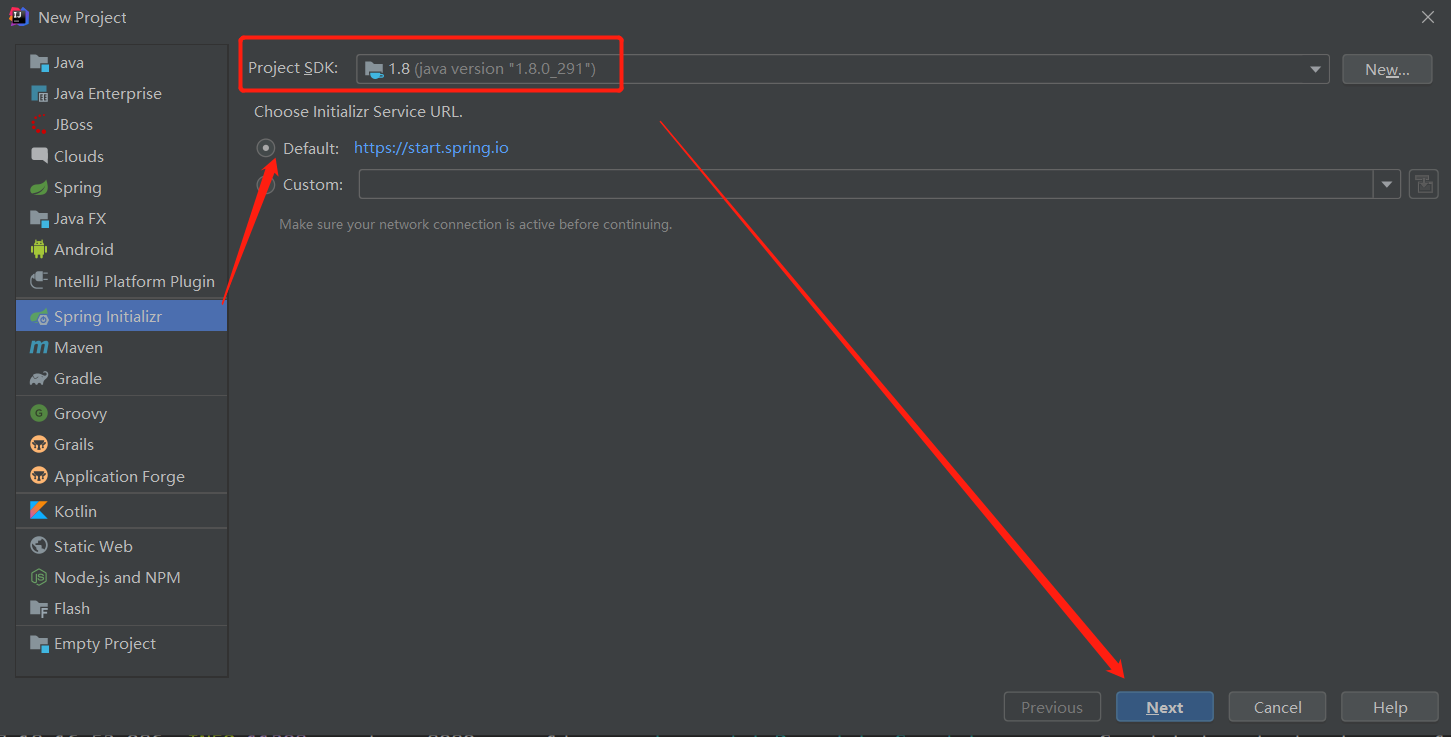 New Project
Java
Java Enterprise
JBoss
Clouds
Spring
Java FX
Android
IntelliJ Platform Plugin
Spring Initializr
Maven
Gradle
Groovy
Grails
Application Forge
Kotlin
Static Web
Node.js and NPM
Flash
Empty Project
Project SDK: 1.8 (java version "1.8.0_291") New...
Choose Initializr Service URL.
Default: https://start.spring.io
Custom:
Make sure your network connection is active before continuing.
Previous Next Cancel Help